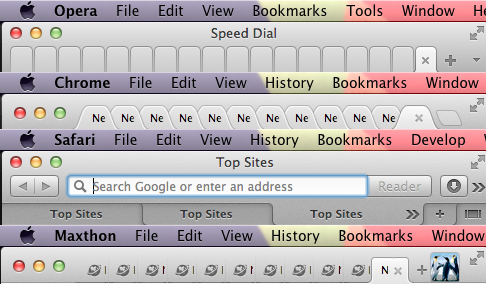 Opera File Edit View Bookmarks Tools Window He
Speed Dial
Chrome File Edit View History Bookmarks Window
Ne Ne Ne Ne Ne Ne Ne Ne Ne Ne Ne
Safari File Edit View History Bookmarks Develop W
Top Sites
Search Google or enter an address Reader
Top Sites Top Sites Top Sites
Maxthon File Edit View History Bookmarks Window
N